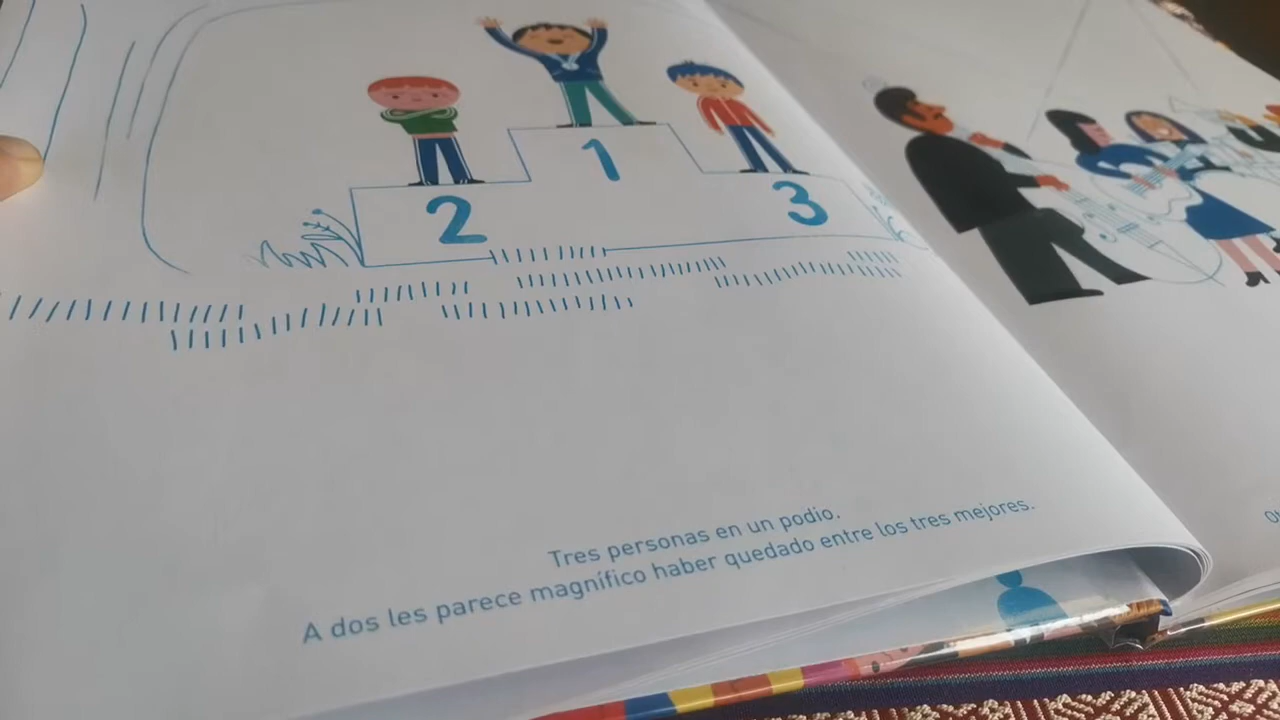 1
2
3
Tres personas en un podio.
A dos les parece magnífico haber quedado entre los tres mejores.